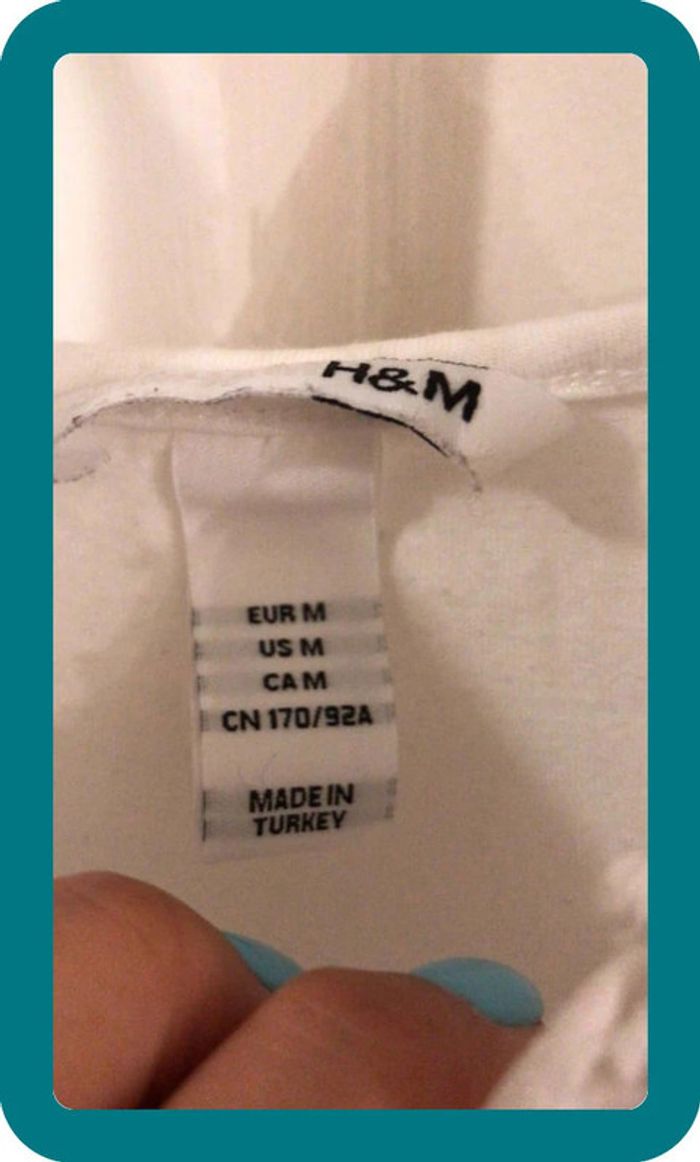 H&M
EUR M
US M
CA M
CN 170/92A
MADE IN
TURKEY